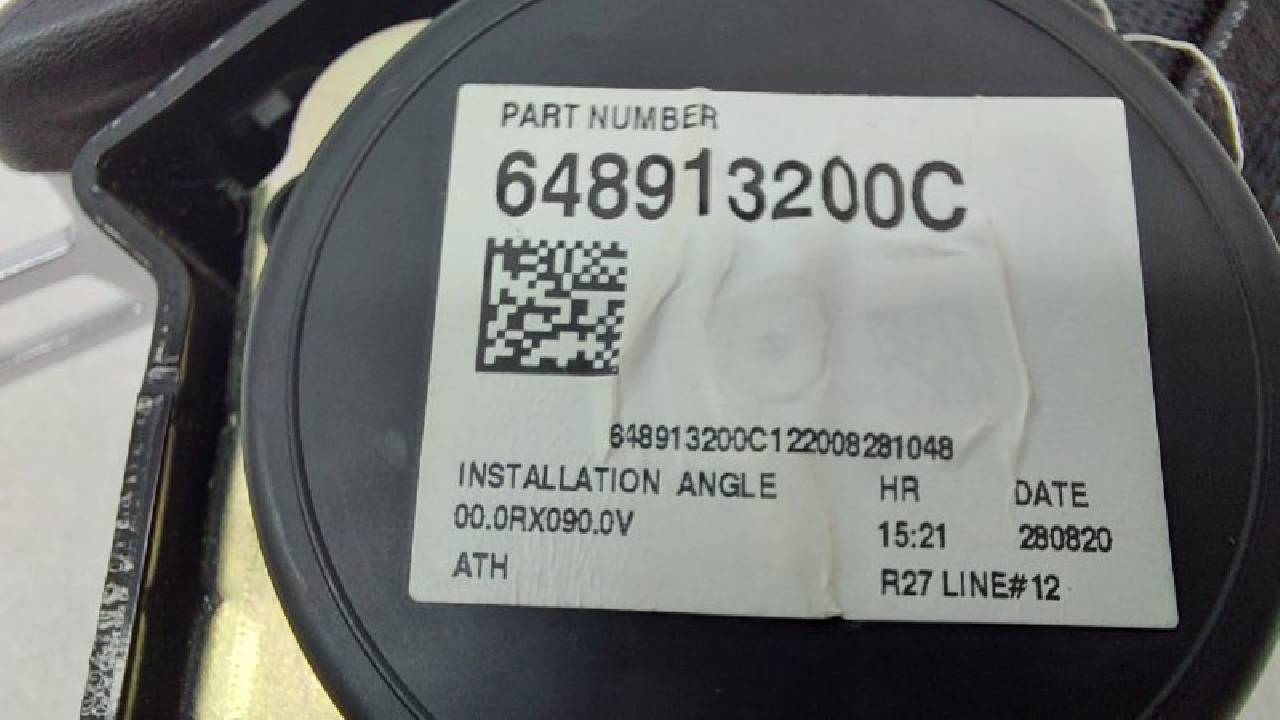 PART NUMBER
648913200C
648913200C122008281048
INSTALLATION ANGLE HR DATE
00.0RX090.0V 15:21 280820
ATH R27 LINE#12